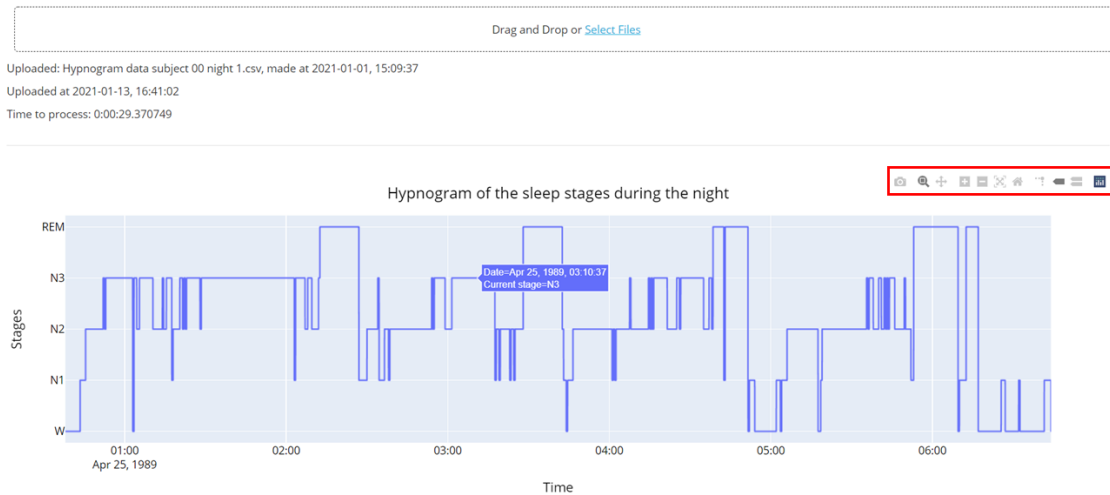 Drag and Drop or Select Files
Uploaded: Hypnogram data subject 00 night 1.csv, made at 2021-01-01, 15:09:37
Uploaded at 2021-01-13, 16:41:02
Time to process: 0:00:29.370749
Hypnogram of the sleep stages during the night
REM
N3
N2
N1
W
Stages
Date=Apr 25, 1989, 03:10:37
Current stage=N3
01:00 02:00 03:00 04:00 05:00 06:00
Apr 25, 1989
Time